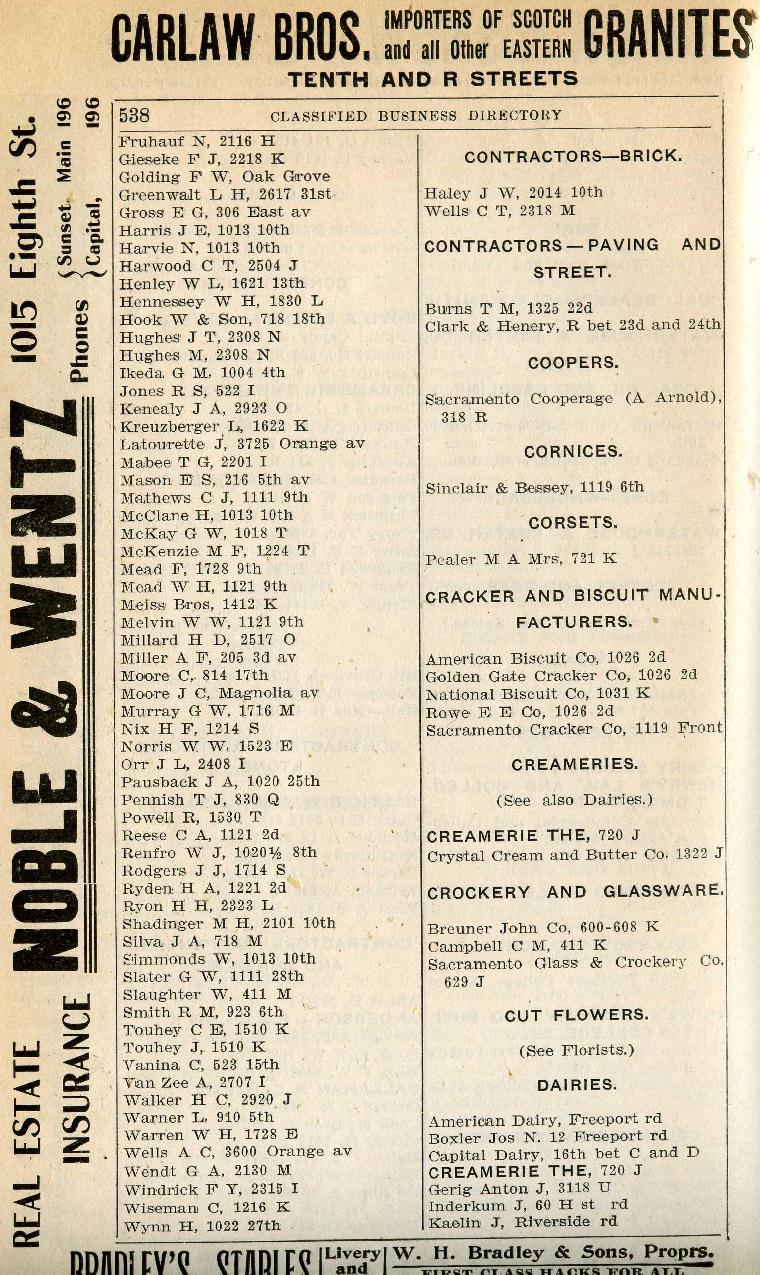 CARLAW BROS. IMPORTERS OF SCOTCH and all Other EASTERN GRANITES
TENTH AND R STREETS
REAL ESTATE INSURANCE
NOBLE & WENTZ
1015 Eighth St.
Phones { Sunset, Main 196
Capital, 196
538 CLASSIFIED BUSINESS DIRECTORY
Fruhauf N, 2116 H
Gieseke F J, 2218 K
Golding F W, Oak Grove
Greenwalt L H, 2617 31st
Gross E G, 306 East av
Harris J E, 1013 10th
Harvie N, 1013 10th
Harwood C T, 2504 J
Henley W L, 1621 13th
Hennessey W H, 1830 L
Hook W & Son, 718 18th
Hughes J T, 2308 N
Hughes M, 2308 N
Ikeda G M, 1004 4th
Jones R S, 522 I
Kenealy J A, 2923 O
Kreuzberger L, 1622 K
Latourette J, 3725 Orange av
Mabee T G, 2201 I
Mason E S, 216 5th av
Mathews C J, 1111 9th
McClane H, 1013 10th
McKay G W, 1018 T
McKenzie M F, 1224 T
Mead F, 1728 9th
Mead W H, 1121 9th
Meiss Bros, 1412 K
Melvin W W, 1121 9th
Millard H D, 2517 O
Miller A F, 205 3d av
Moore C, 814 17th
Moore J C, Magnolia av
Murray G W, 1716 M
Nix H F, 1214 S
Norris W W, 1523 E
Orr J L, 2408 I
Pausback J A, 1020 25th
Pennish T J, 830 Q
Powell R, 1530 T
Reese C A, 1121 2d
Renfro W J, 1020½ 8th
Rodgers J J, 1714 S
Ryden H A, 1221 2d
Ryon H H, 2323 L
Shadinger M H, 2101 10th
Silva J A, 718 M
Simmonds W, 1013 10th
Slater G W, 1111 28th
Slaughter W, 411 M
Smith R M, 923 6th
Touhey C E, 1510 K
Touhey J, 1510 K
Vanina C, 523 15th
Van Zee A, 2707 I
Walker H C, 2920 J
Warner L, 910 5th
Warren W H, 1728 E
Wells A C, 3600 Orange av
Wendt G A, 2130 M
Windrick F Y, 2315 I
Wiseman C, 1216 K
Wynn H, 1022 27th
CONTRACTORS—BRICK.
Haley J W, 2014 10th
Wells C T, 2318 M
CONTRACTORS—PAVING AND
STREET.
Burns T M, 1325 22d
Clark & Henery, R bet 23d and 24th
COOPERS.
Sacramento Cooperage (A Arnold),
318 R
CORNICES.
Sinclair & Bessey, 1119 6th
CORSETS.
Pealer M A Mrs, 721 K
CRACKER AND BISCUIT MANU-
FACTURERS.
American Biscuit Co, 1026 2d
Golden Gate Cracker Co, 1026 2d
National Biscuit Co, 1031 K
Rowe E E Co, 1026 2d
Sacramento Cracker Co, 1119 Front
CREAMERIES.
(See also Dairies.)
CREAMERIE THE, 720 J
Crystal Cream and Butter Co, 1322 J
CROCKERY AND GLASSWARE.
Breuner John Co, 600-608 K
Campbell C M, 411 K
Sacramento Glass & Crockery Co,
629 J
CUT FLOWERS.
(See Florists.)
DAIRIES.
American Dairy, Freeport rd
Boxler Jos N. 12 Freeport rd
Capital Dairy, 16th bet C and D
CREAMERIE THE, 720 J
Gerig Anton J, 3118 U
Inderkum J, 60 H st rd
Kaelin J, Riverside rd
BRADLEY'S STABLES Livery and W. H. Bradley & Sons, Proprs.
FIRST CLASS HACKS FOR ALL